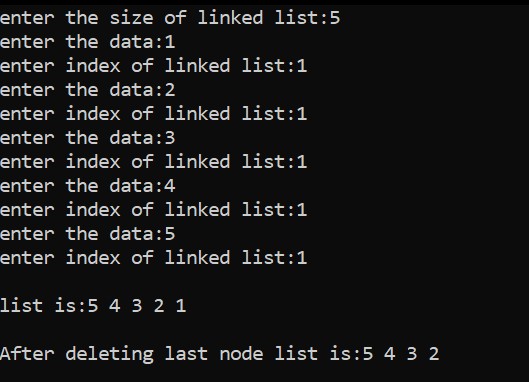 enter the size of linked list:5
enter the data:1
enter index of linked list:1
enter the data:2
enter index of linked list:1
enter the data:3
enter index of linked list:1
enter the data:4
enter index of linked list:1
enter the data:5
enter index of linked list:1
list is:5 4 3 2 1
After deleting last node list is:5 4 3 2